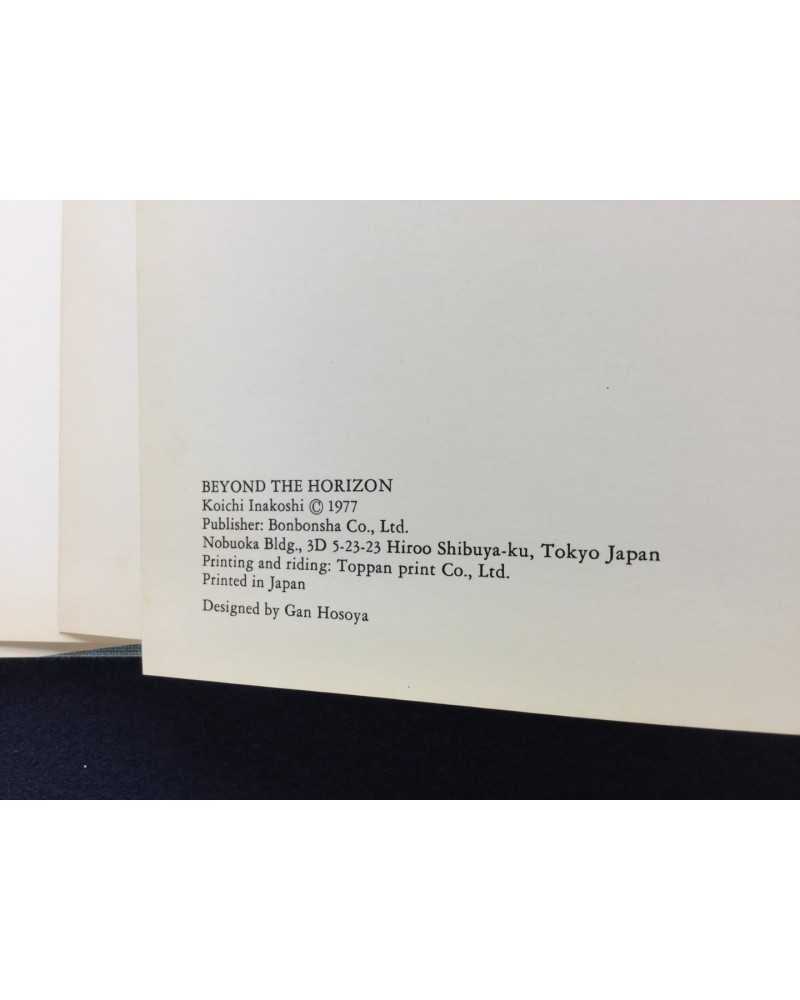 BEYOND THE HORIZON
Koichi Inakoshi © 1977
Publisher: Bonbonsha Co., Ltd.
Nobuoka Bldg., 3D 5-23-23 Hiroo Shibuya-ku, Tokyo Japan
Printing and riding: Toppan print Co., Ltd.
Printed in Japan
Designed by Gan Hosoya